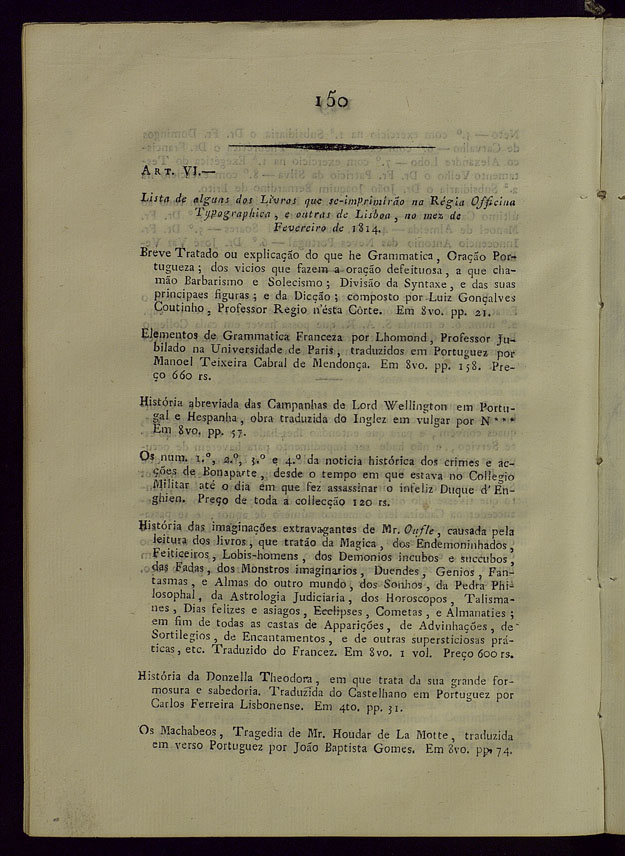 150
ART. VI.—
Lista de alguns dos Livros que se-imprimírão na Régia Officina
Typographica, e outras de Lisboa, no mez de
Fevereiro de 1814.
Breve Tratado ou explicação do que he Grammatica, Oração Por-
tugueza; dos vicios que fazem a oração defeituosa, a que cha-
mão Barbarismo e Solecismo; Divisão da Syntaxe, e das suas
principaes figuras; e da Dicção; composto por Luiz Gonçalves
Coutinho, Professor Regio n'ésta Côrte. Em 8vo. pp. 21.
Elementos de Grammatica Franceza por Lhomond, Professor Ju-
bilado na Universidade de Paris, traduzidos em Portuguez por
Manoel Teixeira Cabral de Mendonça. Em 8vo. pp. 158. Pre-
ço 660 rs.
História abreviada das Campanhas de Lord Wellington em Portu-
gal e Hespanha, obra traduzida do Inglez em vulgar por N***
Em 8vo. pp. 57.
Os num. 1.º, 2.º, 3.º e 4.º da noticia histórica dos crimes e ac-
ções de Bonaparte, desde o tempo em que estava no Collegio
Militar até o dia em que fez assassinar o infeliz Duque d'En-
ghien. Preço de toda a collecção 120 rs.
História das imaginações extravagantes de Mr. Oufle, causada pela
leitura dos livros, que tratão da Magica, dos Endemoninhados,
Feiticeiros, Lobis-homens, dos Demonios incubos e succubos,
das Fadas, dos Monstros imaginarios, Duendes, Genios, Fan-
tasmas, e Almas do outro mundo, dos Sonhos, da Pedra Phi-
losophal, da Astrologia Judiciaria, dos Horoscopos, Talisma-
nes, Dias felizes e asiagos, Ecclipses, Cometas, e Almanaties;
em fim de todas as castas de Apparições, de Advinhações, de
Sortilegios, de Encantamentos, e de outras supersticiosas prá-
ticas, etc. Traduzido do Francez. Em 8vo. 1 vol. Preço 600 rs.
História da Donzella Theodora, em que trata da sua grande for-
mosura e sabedoria. Traduzida do Castelhano em Portuguez por
Carlos Ferreira Lisbonense. Em 4to. pp. 31.
Os Machabeos, Tragedia de Mr. Houdar de La Motte, traduzida
em verso Portuguez por João Baptista Gomes. Em 8vo. pp. 74.